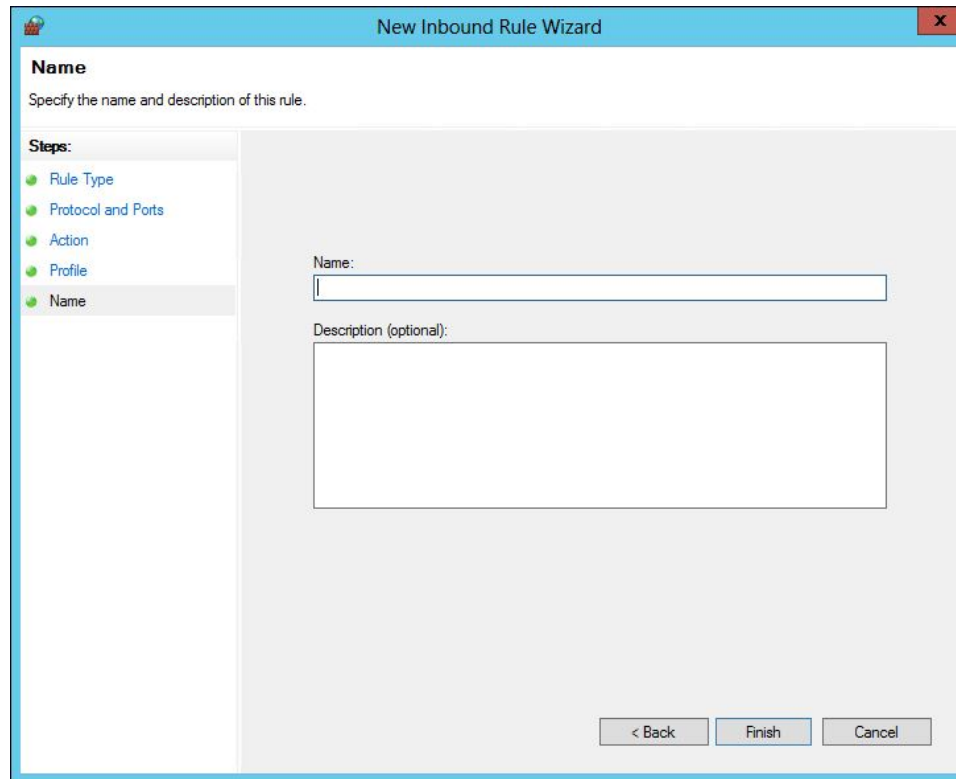 New Inbound Rule Wizard
x
Name
Specify the name and description of this rule.
Steps:
Rule Type
Protocol and Ports
Action
Profile
Name
Name:
Description (optional):
< Back
Finish
Cancel